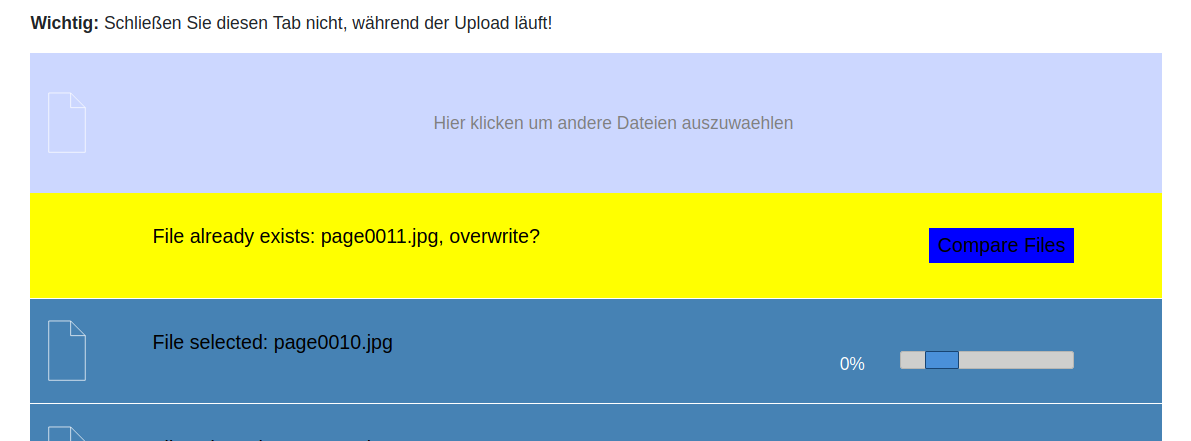 Wichtig: Schließen Sie diesen Tab nicht, während der Upload läuft!
Hier klicken um andere Dateien auszuwaehlen
File already exists: page0011.jpg, overwrite?
Compare Files
File selected: page0010.jpg
0%